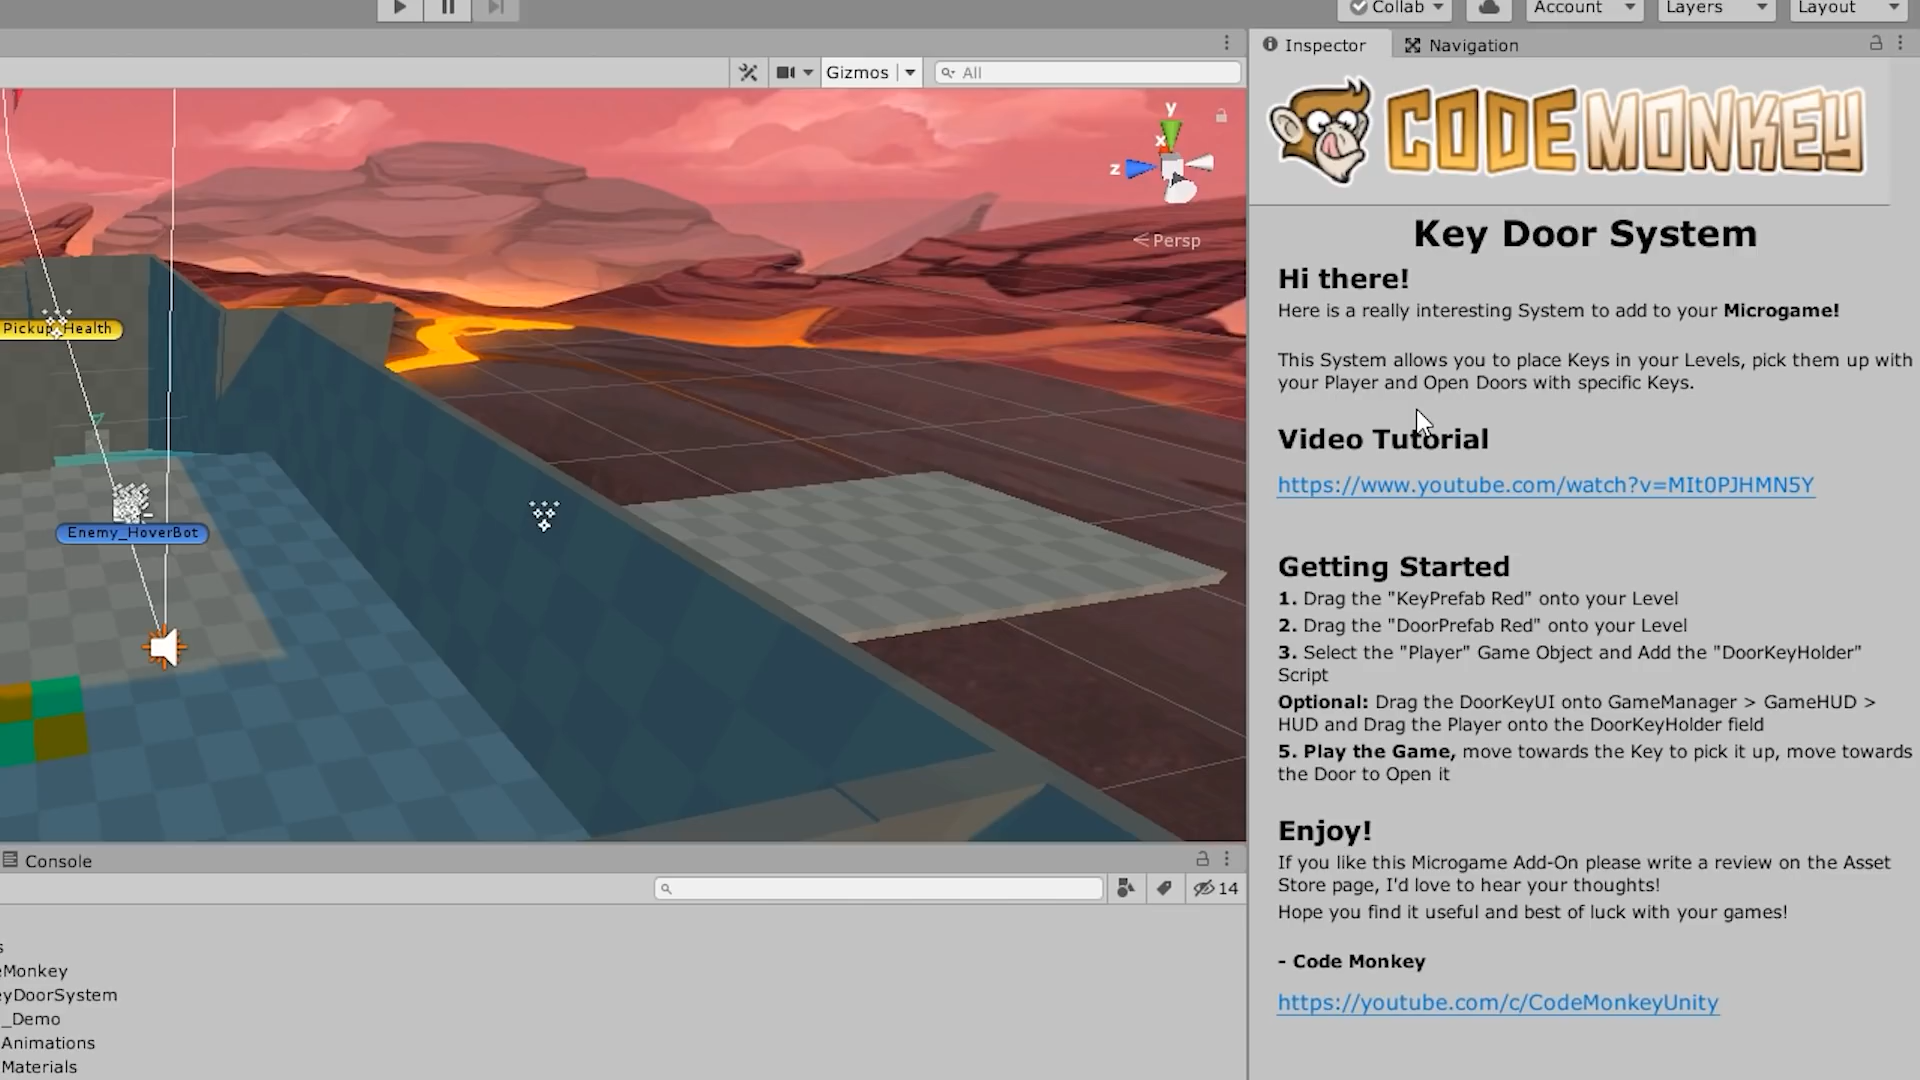 Collab
Account
Layers
Layout
Inspector
Navigation
Gizmos
All
CODE MONKEY
y
x
z
Persp
Key Door System
Hi there!
Here is a really interesting System to add to your Microgame!
This System allows you to place Keys in your Levels, pick them up with
your Player and Open Doors with specific Keys.
Video Tutorial
https://www.youtube.com/watch?v=MIt0PJHMN5Y
Getting Started
1. Drag the "KeyPrefab Red" onto your Level
2. Drag the "DoorPrefab Red" onto your Level
3. Select the "Player" Game Object and Add the "DoorKeyHolder"
Script
Optional: Drag the DoorKeyUI onto GameManager > GameHUD >
HUD and Drag the Player onto the DoorKeyHolder field
5. Play the Game, move towards the Key to pick it up, move towards
the Door to Open it
Enjoy!
If you like this Microgame Add-On please write a review on the Asset
Store page, I'd love to hear your thoughts!
Hope you find it useful and best of luck with your games!
- Code Monkey
https://youtube.com/c/CodeMonkeyUnity
Pickup_Health
Enemy_HoverBot
Console
14
s
eMonkey
eyDoorSystem
_Demo
Animations
Materials